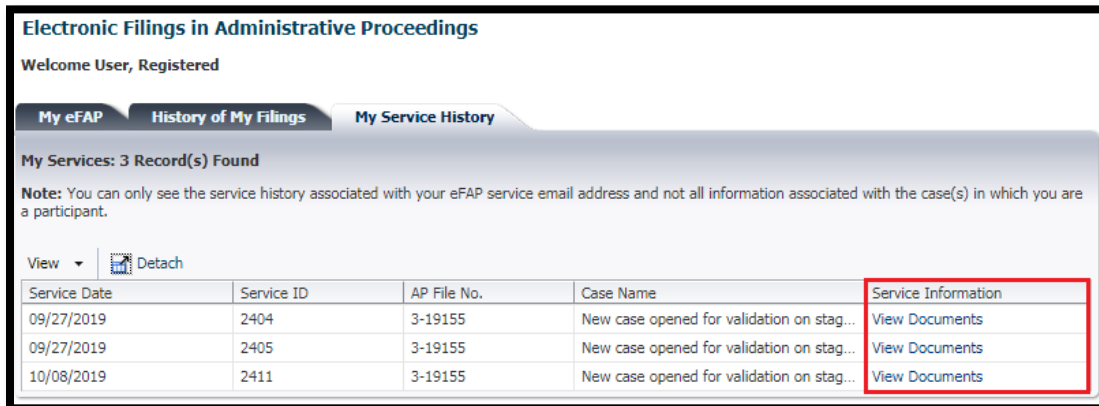 Electronic Filings in Administrative Proceedings
Welcome User, Registered
My eFAP History of My Filings My Service History
My Services: 3 Record(s) Found
Note: You can only see the service history associated with your eFAP service email address and not all information associated with the case(s) in which you are
a participant.
View Detach
Service Date Service ID AP File No. Case Name Service Information
09/27/2019 2404 3-19155 New case opened for validation on stag... View Documents
09/27/2019 2405 3-19155 New case opened for validation on stag... View Documents
10/08/2019 2411 3-19155 New case opened for validation on stag... View Documents